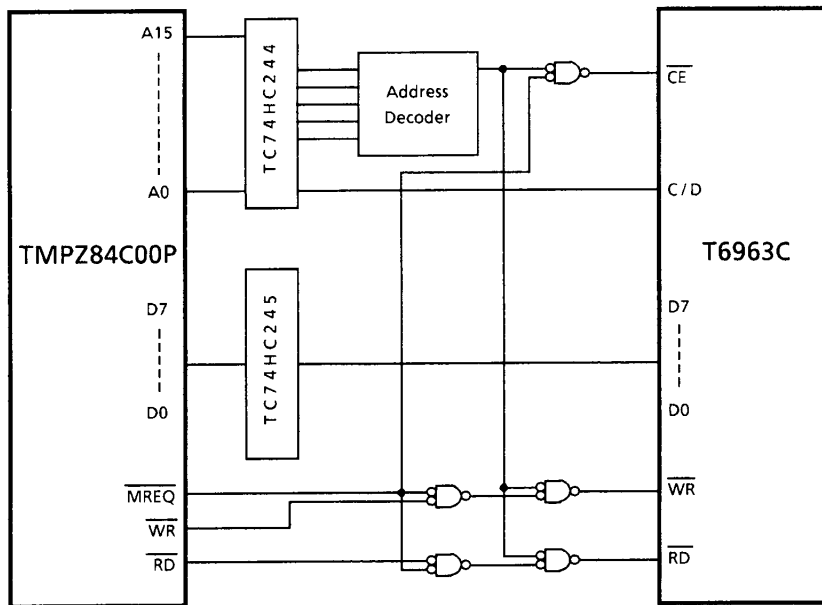 A15
A0
TMPZ84C00P
D7
D0
MREQ
WR
RD
TC74HC244
Address
Decoder
TC74HC245
CE
C/D
T6963C
D7
D0
WR
RD